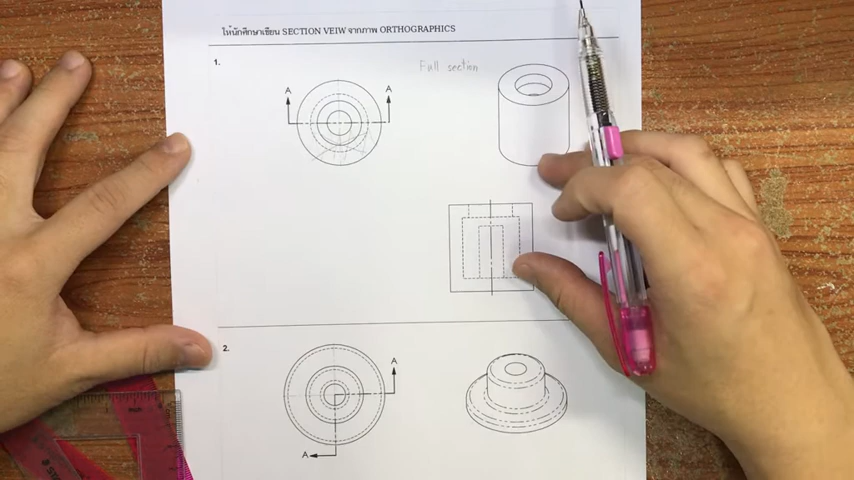 ให้นักศึกษาเขียน SECTION VEIW จากภาพ ORTHOGRAPHICS
1.
Full section
A A
2.
A
A